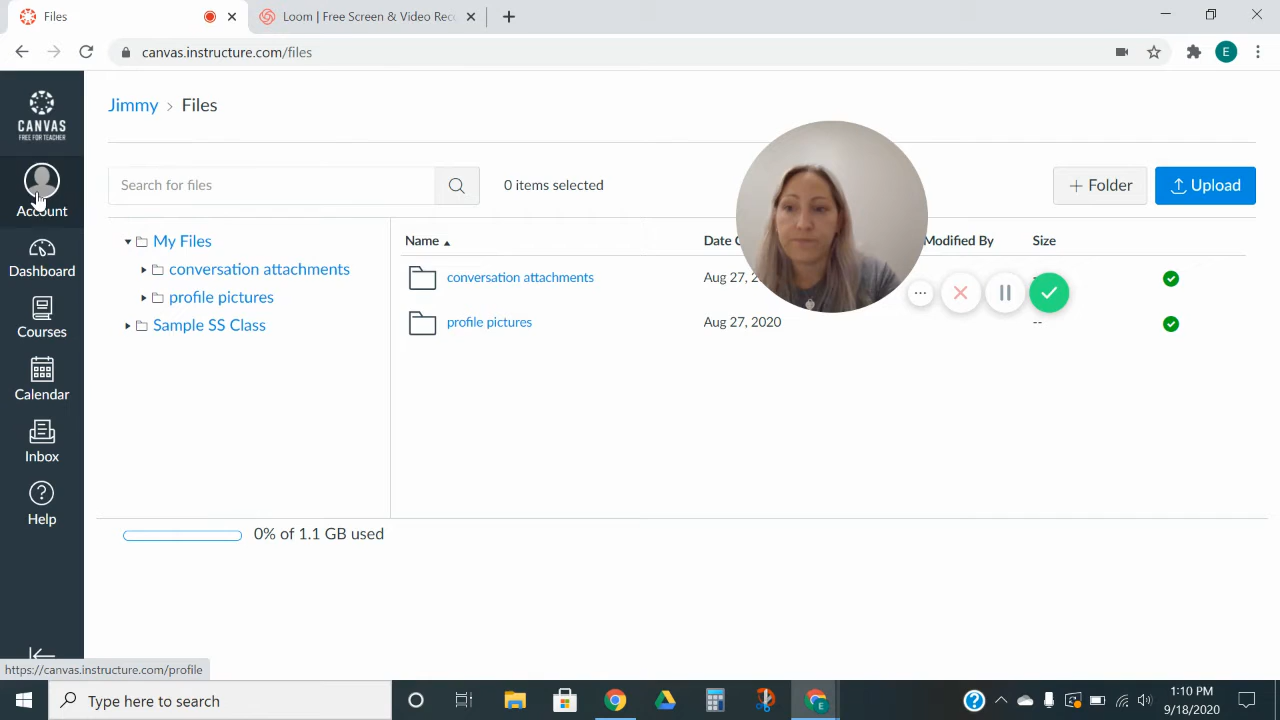 Files
Loom | Free Screen & Video Rec
canvas.instructure.com/files
E
CANVAS
FREE FOR TEACHER
Account
Dashboard
Courses
Calendar
Inbox
Help
Jimmy > Files
Search for files
0 items selected
+ Folder
Upload
My Files
conversation attachments
profile pictures
Sample SS Class
Name
Date
Modified By
Size
conversation attachments
Aug 27, 2
--
profile pictures
Aug 27, 2020
--
0% of 1.1 GB used
https://canvas.instructure.com/profile
Type here to search
1:10 PM
9/18/2020